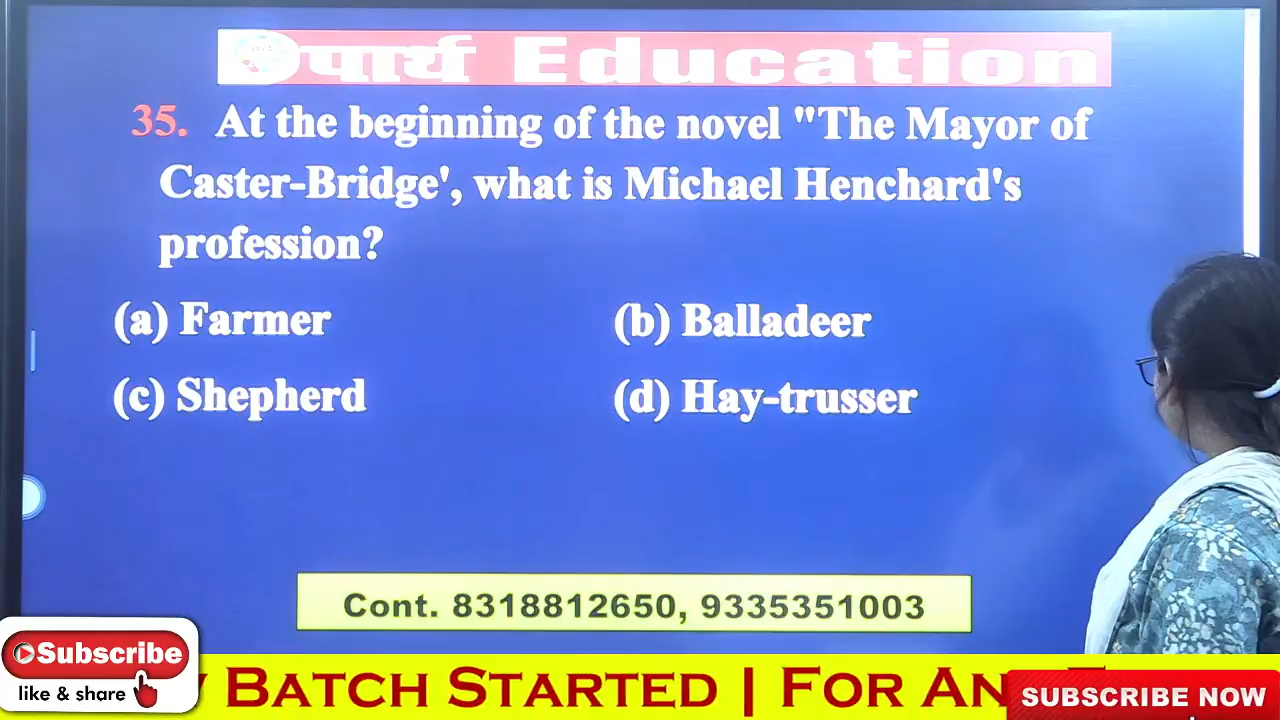 पार्य Education
35. At the beginning of the novel "The Mayor of
Caster-Bridge', what is Michael Henchard's
profession?
(a) Farmer
(b) Balladeer
(c) Shepherd
(d) Hay-trusser
Cont. 8318812650, 9335351003
Subscribe
like & share
BATCH STARTED | FOR AN
SUBSCRIBE NOW